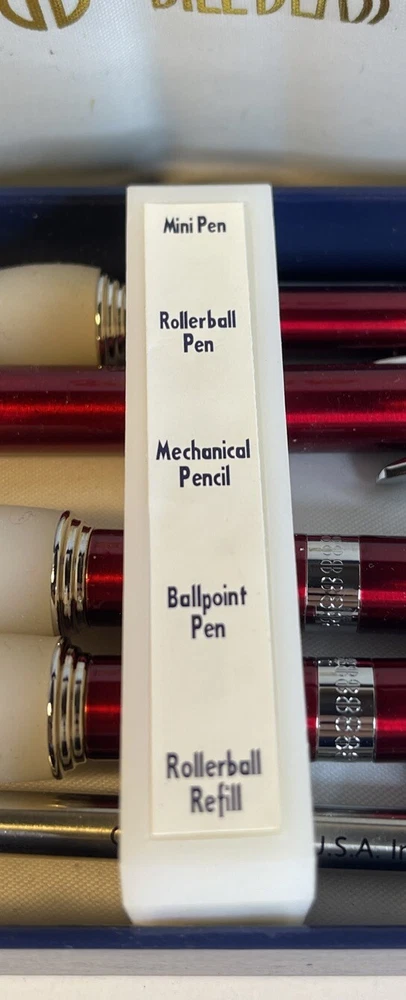 Mini Pen
Rollerball
Pen
Mechanical
Pencil
Ballpoint
Pen
Rollerball
Refill